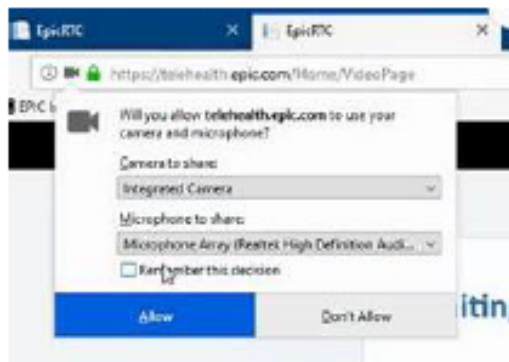 EpicRTC
EpicRTC
https://telehealth.epic.com/Home/VideoPage
EPIC
Will you allow telehealth.epic.com to use your
camera and microphone?
Camera to share:
Integrated Camera
Microphone to share:
Microphone Array (Realtek High Definition Audi...
Remember this decision
Allow
Don't Allow
iting